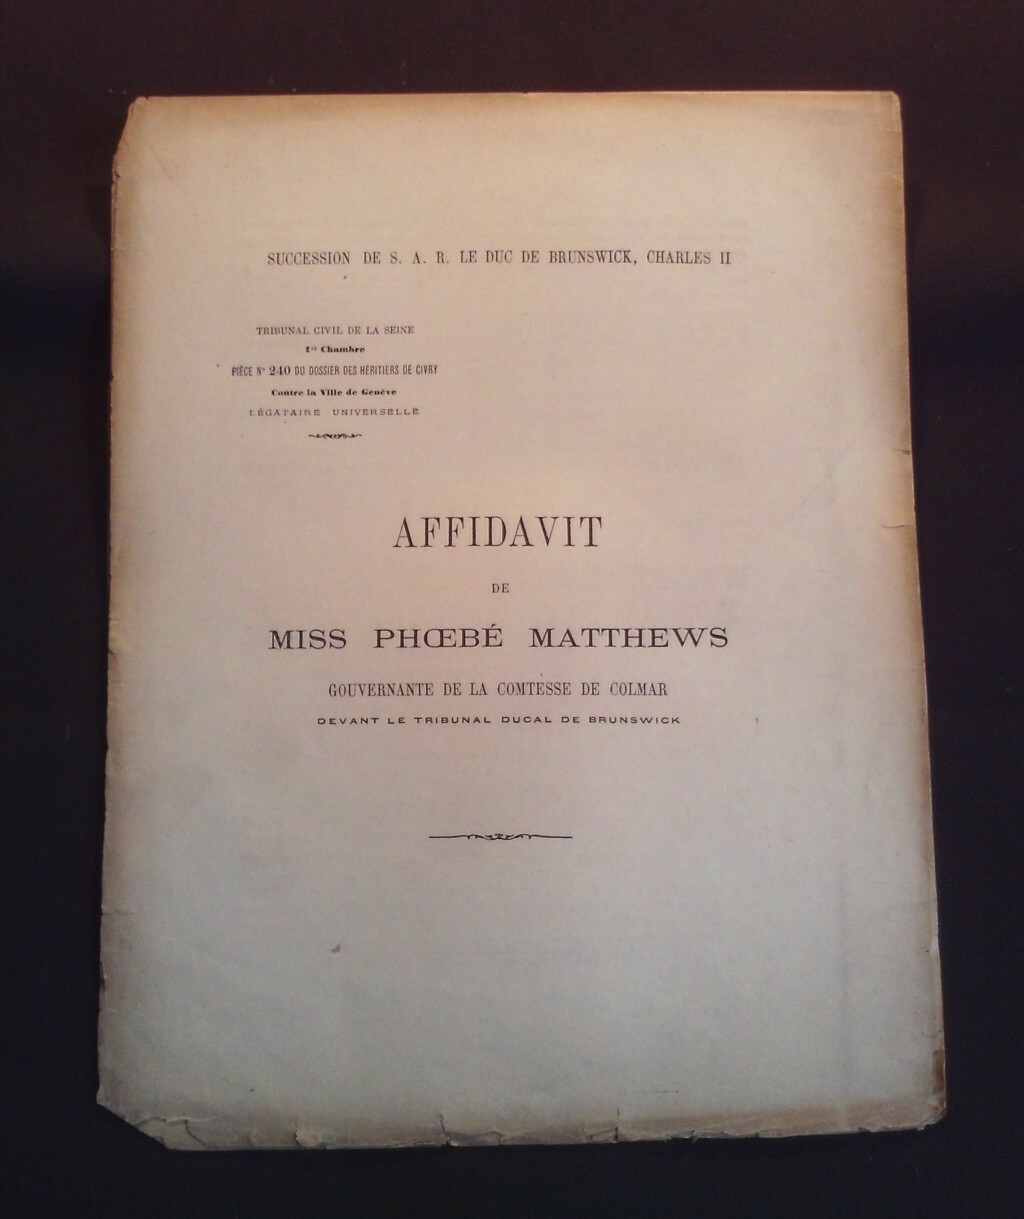 SUCCESSION DE S. A. R. LE DUC DE BRUNSWICK, CHARLES II
TRIBUNAL CIVIL DE LA SEINE
1re Chambre
PIÈCE N° 240 DU DOSSIER DES HÉRITIERS DE CIVRY
Contre la Ville de Genève
LÉGATAIRE UNIVERSELLE
AFFIDAVIT
DE
MISS PHŒBÉ MATTHEWS
GOUVERNANTE DE LA COMTESSE DE COLMAR
DEVANT LE TRIBUNAL DUCAL DE BRUNSWICK